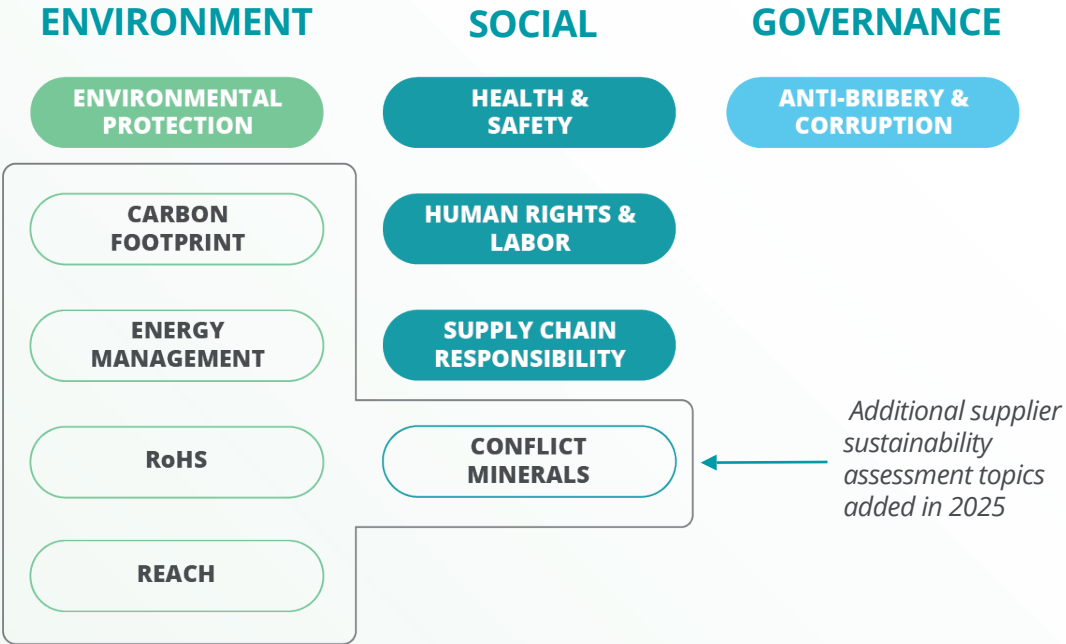 ENVIRONMENT
ENVIRONMENTAL
PROTECTION
CARBON
FOOTPRINT
ENERGY
MANAGEMENT
RoHS
REACH
SOCIAL
HEALTH &
SAFETY
HUMAN RIGHTS &
LABOR
SUPPLY CHAIN
RESPONSIBILITY
CONFLICT
MINERALS
GOVERNANCE
ANTI-BRIBERY &
CORRUPTION
Additional supplier
sustainability
assessment topics
added in 2025